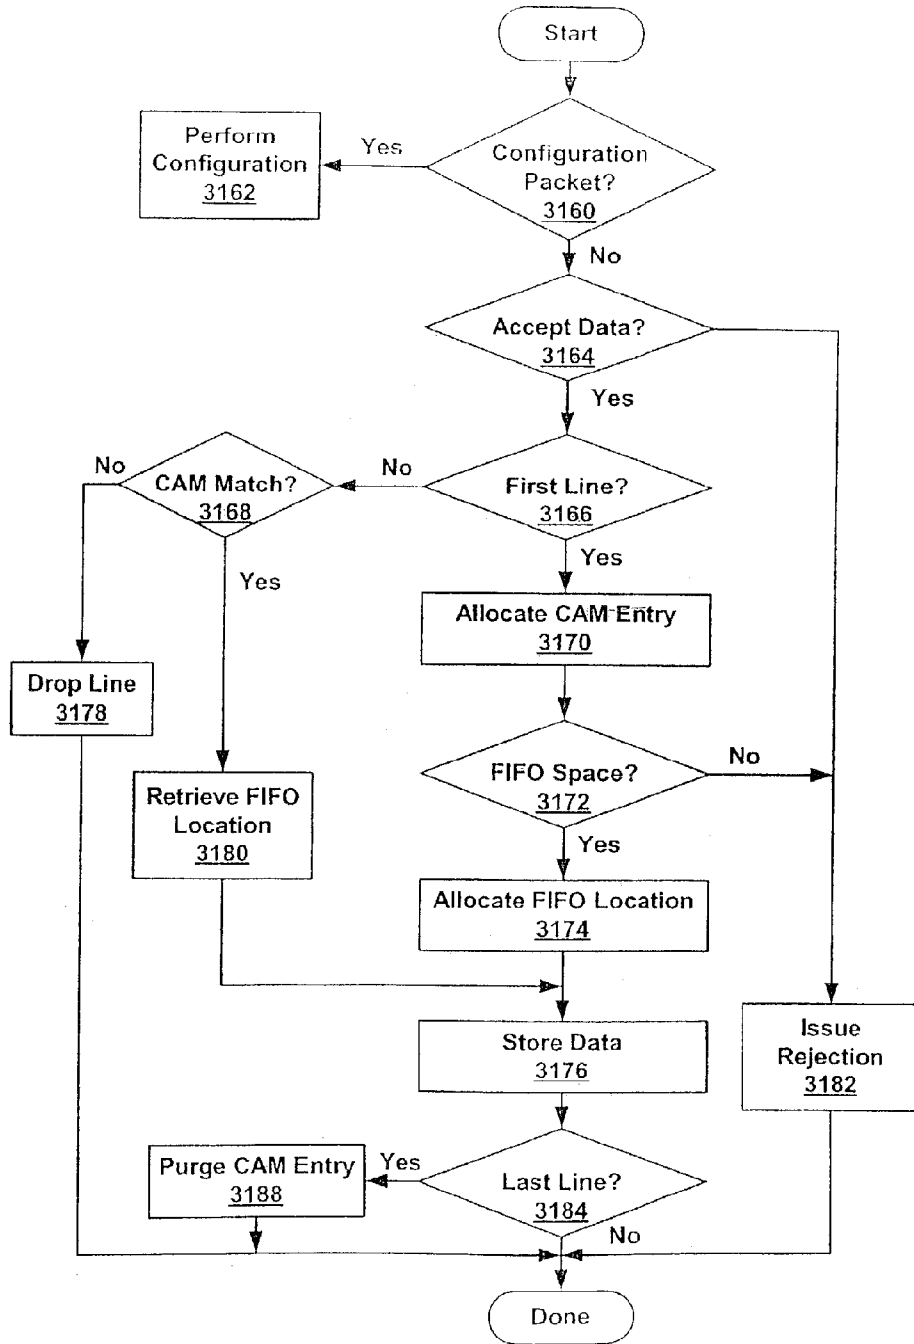 Start
Perform
Configuration
3162
Yes
Configuration
Packet?
3160
No
Accept Data?
3164
Yes
No
CAM Match?
3168
No
First Line?
3166
Yes
Yes
Allocate CAM Entry
3170
Drop Line
3178
FIFO Space?
3172
No
Retrieve FIFO
Location
3180
Yes
Allocate FIFO Location
3174
Store Data
3176
Issue
Rejection
3182
Purge CAM Entry
3188
Yes
Last Line?
3184
No
Done